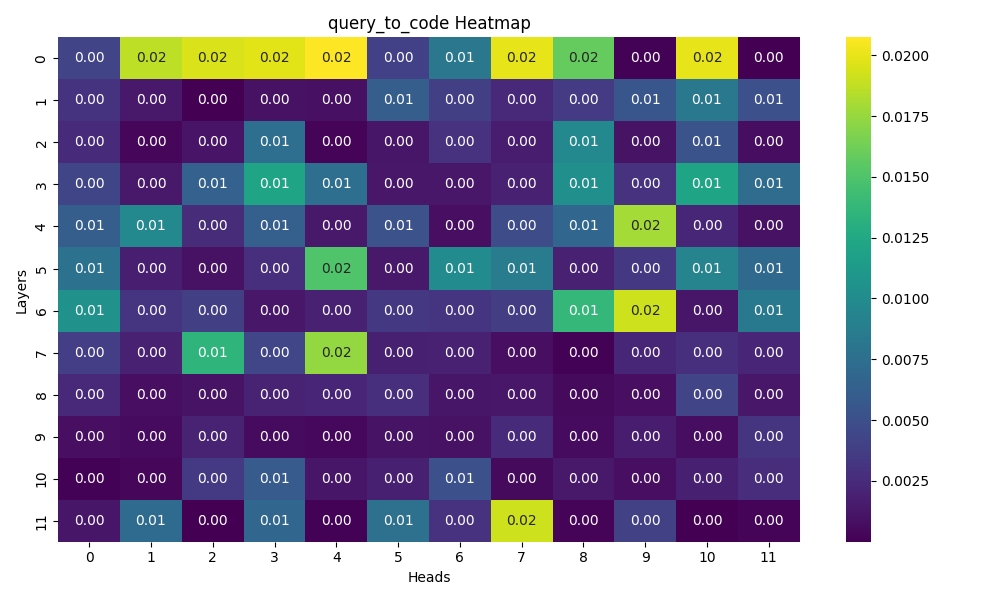 query_to_code Heatmap
0 0.00 0.02 0.02 0.02 0.02 0.00 0.01 0.02 0.02 0.00 0.02 0.00
1 0.00 0.00 0.00 0.00 0.00 0.01 0.00 0.00 0.00 0.01 0.01 0.01
2 0.00 0.00 0.00 0.01 0.00 0.00 0.00 0.00 0.01 0.00 0.01 0.00
3 0.00 0.00 0.01 0.01 0.01 0.00 0.00 0.00 0.01 0.00 0.01 0.01
4 0.01 0.01 0.00 0.01 0.00 0.01 0.00 0.00 0.01 0.02 0.00 0.00
5 0.01 0.00 0.00 0.00 0.02 0.00 0.01 0.01 0.00 0.00 0.01 0.01
6 0.01 0.00 0.00 0.00 0.00 0.00 0.00 0.00 0.01 0.02 0.00 0.01
7 0.00 0.00 0.01 0.00 0.02 0.00 0.00 0.00 0.00 0.00 0.00 0.00
8 0.00 0.00 0.00 0.00 0.00 0.00 0.00 0.00 0.00 0.00 0.00 0.00
9 0.00 0.00 0.00 0.00 0.00 0.00 0.00 0.00 0.00 0.00 0.00 0.00
10 0.00 0.00 0.00 0.01 0.00 0.00 0.01 0.00 0.00 0.00 0.00 0.00
11 0.00 0.01 0.00 0.01 0.00 0.01 0.00 0.02 0.00 0.00 0.00 0.00
0 1 2 3 4 5 6 7 8 9 10 11
Heads
Layers
0.0200
0.0175
0.0150
0.0125
0.0100
0.0075
0.0050
0.0025